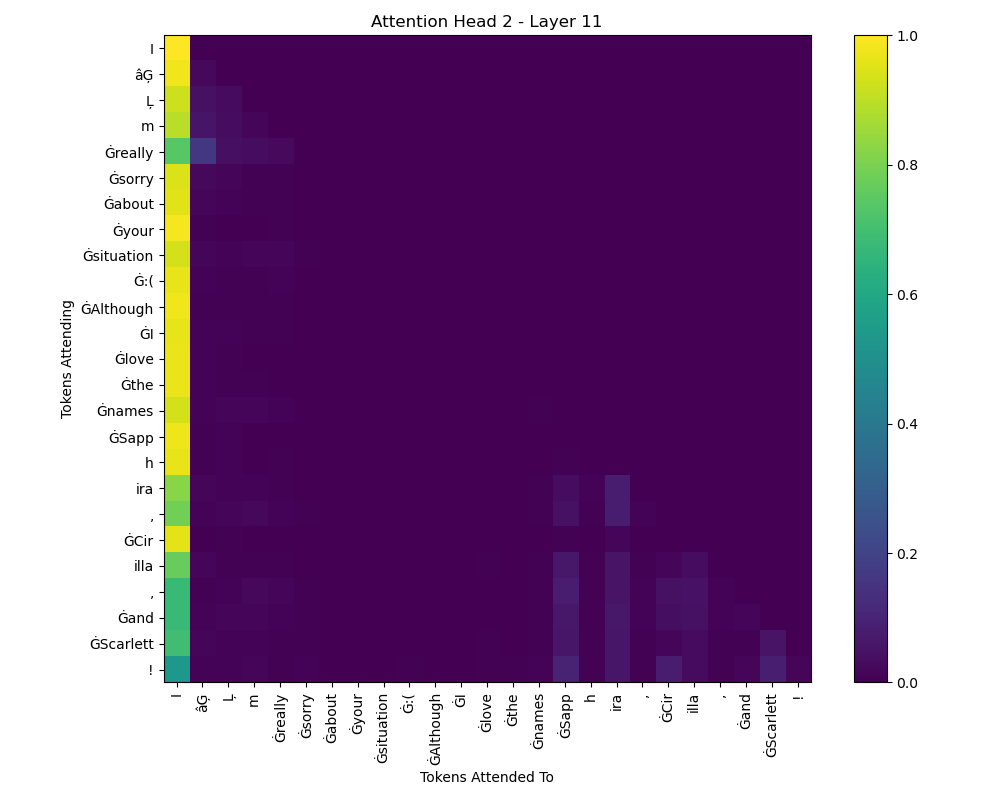 Attention Head 2 - Layer 11
Tokens Attending
I
âĢ
Ļ
m
Ġreally
Ġsorry
Ġabout
Ġyour
Ġsituation
Ġ:(
ĠAlthough
ĠI
Ġlove
Ġthe
Ġnames
ĠSapp
h
ira
,
ĠCir
illa
,
Ġand
ĠScarlett
!
I
âĢ
Ļ
m
Ġreally
Ġsorry
Ġabout
Ġyour
Ġsituation
Ġ:(
ĠAlthough
ĠI
Ġlove
Ġthe
Ġnames
ĠSapp
h
ira
,
ĠCir
illa
,
Ġand
ĠScarlett
!
Tokens Attended To
1.0
0.8
0.6
0.4
0.2
0.0